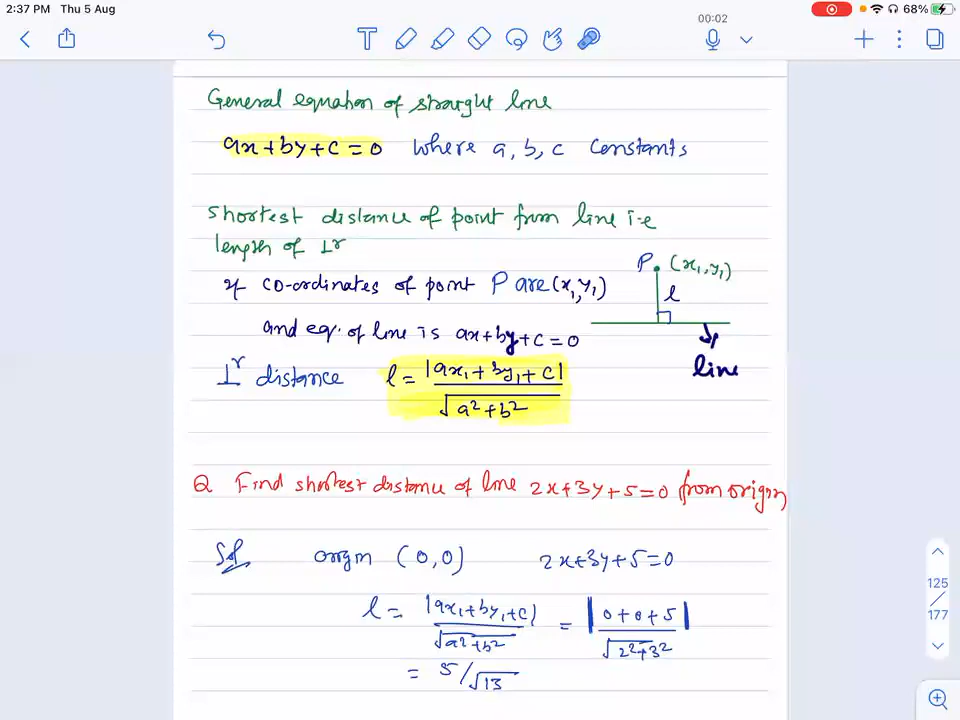 2:37 PM Thu 5 Aug
68%
00:02
General equation of straight line
ax+by+c=0 where a, b, c constants
Shortest distance of point from line i-e
length of ⊥r
if co-ordinates of point P are (x₁,y₁)
and eq. of line is ax+by+c=0
P (x₁,y₁)
l
line
⊥r distance l = |ax₁+by₁+c| / √a²+b²
Q Find shortest distance of line 2x+3y+5=0 from origin
Sol origin (0,0) 2x+3y+5=0
l = |ax₁+by₁+c| / √a²+b² = |0+0+5| / √2²+3²
= 5/√13
125
177